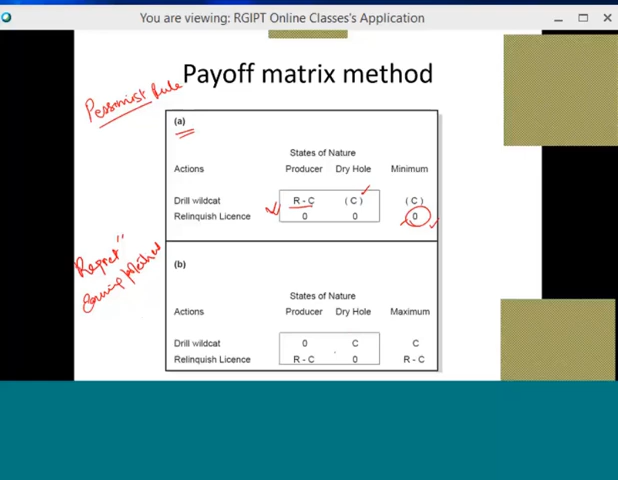 You are viewing: RGIPT Online Classes's Application
Payoff matrix method
Pessimist Rule
(a)
States of Nature
Actions Producer Dry Hole Minimum
Drill wildcat R - C (C) (C)
Relinquish Licence 0 0 0
Regret"
Method
(b)
States of Nature
Actions Producer Dry Hole Maximum
Drill wildcat 0 C C
Relinquish Licence R - C 0 R - C